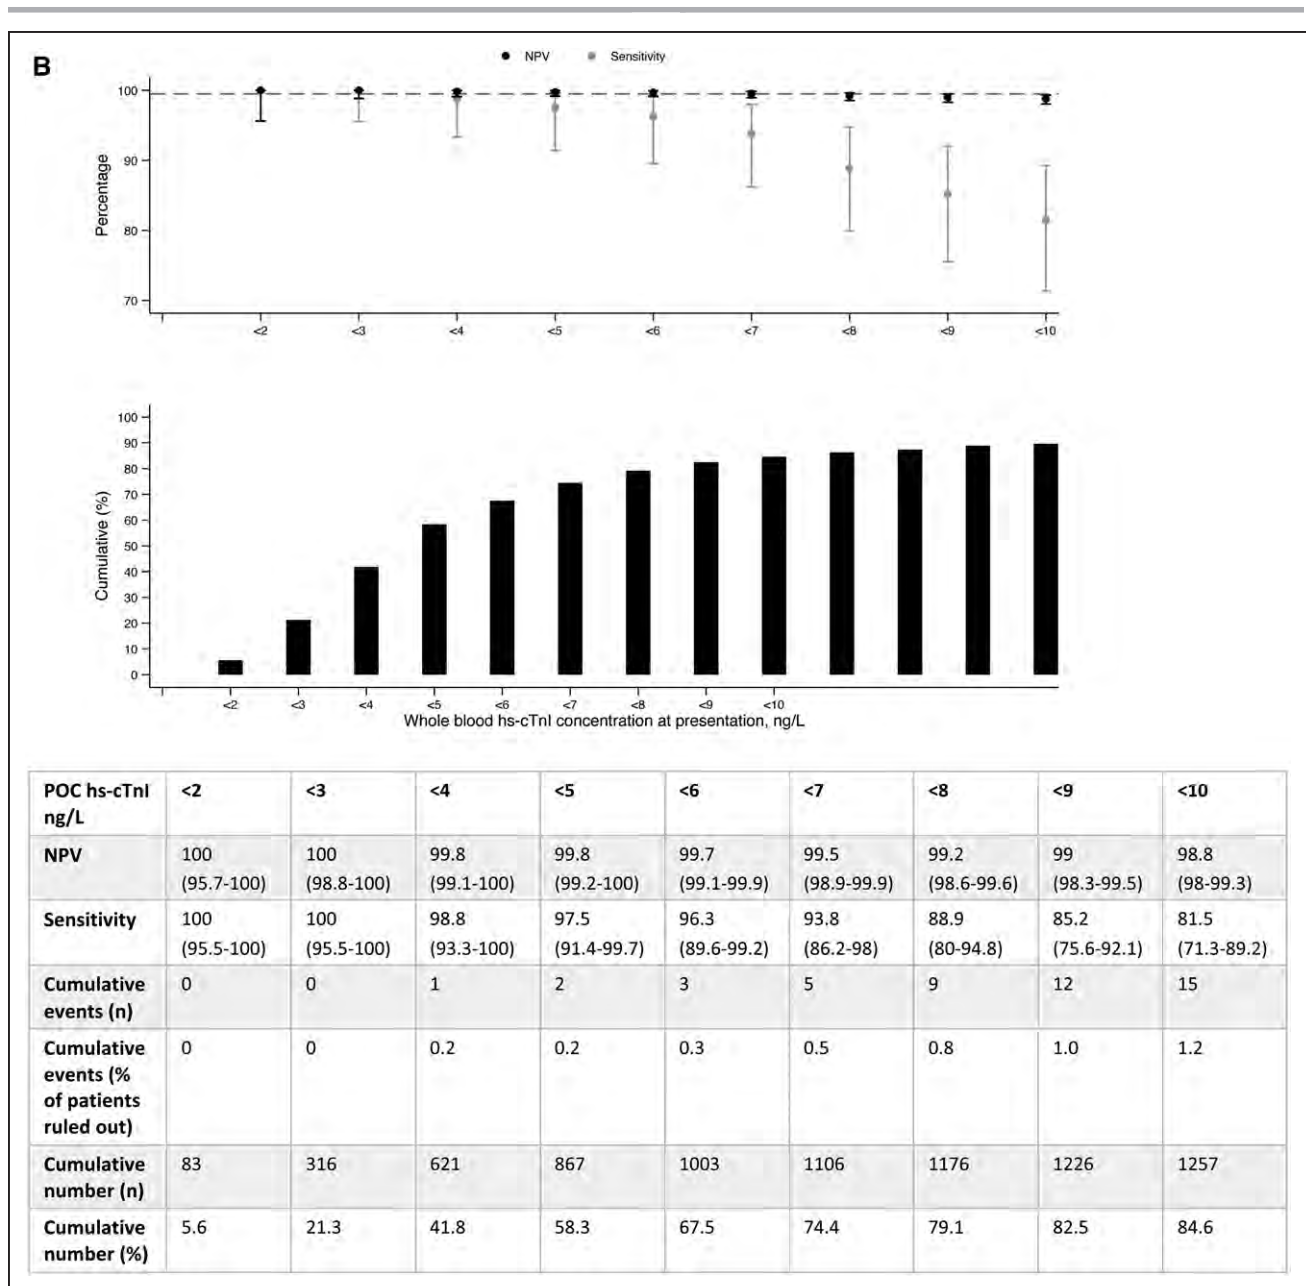 B
NPV Sensitivity
100
90
80
70
Percentage
<2 <3 <4 <5 <6 <7 <8 <9 <10
100
90
80
70
60
50
40
30
20
10
0
Cumulative (%)
<2 <3 <4 <5 <6 <7 <8 <9 <10
Whole blood hs-cTnI concentration at presentation, ng/L
POC hs-cTnI <2 <3 <4 <5 <6 <7 <8 <9 <10
ng/L
NPV 100 100 99.8 99.8 99.7 99.5 99.2 99 98.8
(95.7-100) (98.8-100) (99.1-100) (99.2-100) (99.1-99.9) (98.9-99.9) (98.6-99.6) (98.3-99.5) (98-99.3)
Sensitivity 100 100 98.8 97.5 96.3 93.8 88.9 85.2 81.5
(95.5-100) (95.5-100) (93.3-100) (91.4-99.7) (89.6-99.2) (86.2-98) (80-94.8) (75.6-92.1) (71.3-89.2)
Cumulative 0 0 1 2 3 5 9 12 15
events (n)
Cumulative 0 0 0.2 0.2 0.3 0.5 0.8 1.0 1.2
events (%
of patients
ruled out)
Cumulative 83 316 621 867 1003 1106 1176 1226 1257
number (n)
Cumulative 5.6 21.3 41.8 58.3 67.5 74.4 79.1 82.5 84.6
number (%)